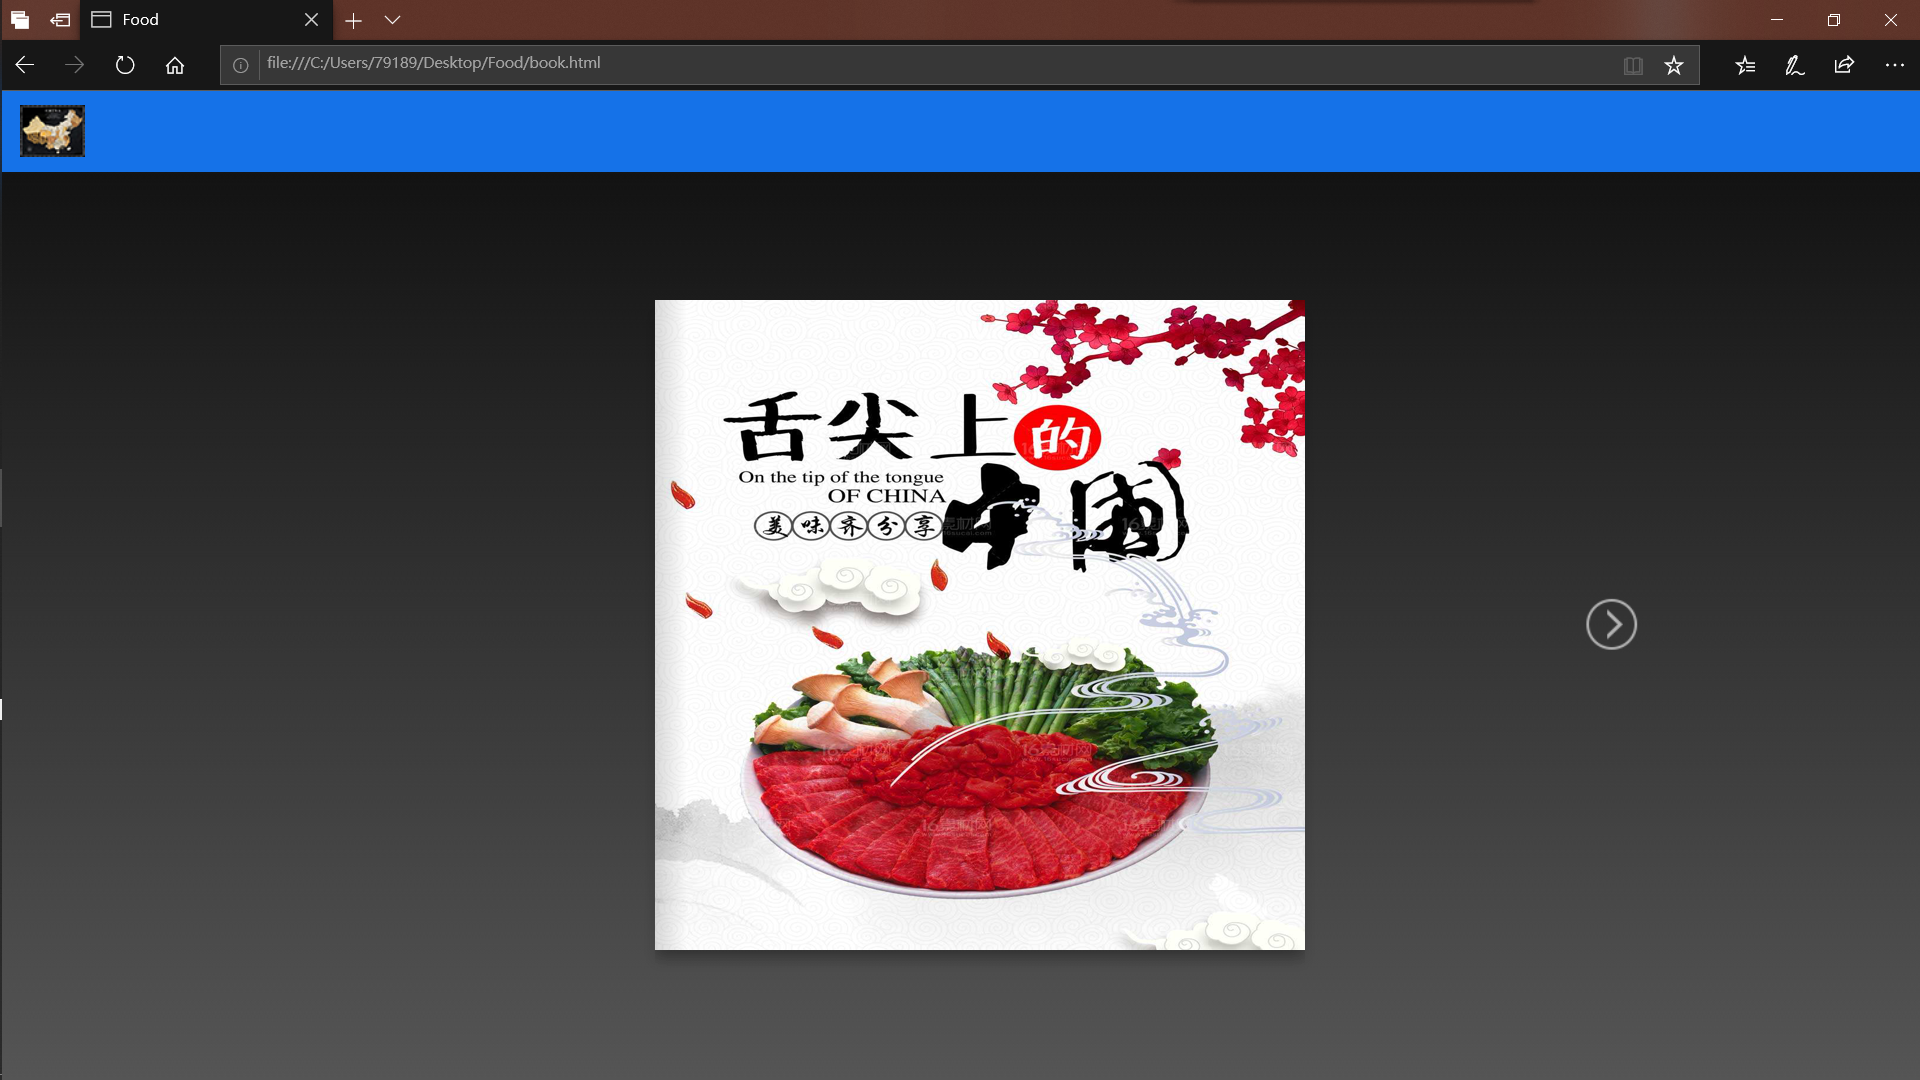 Food
file:///C:/Users/79189/Desktop/Food/book.html
舌尖上的
中國
On the tip of the tongue
OF CHINA
美味齐分享